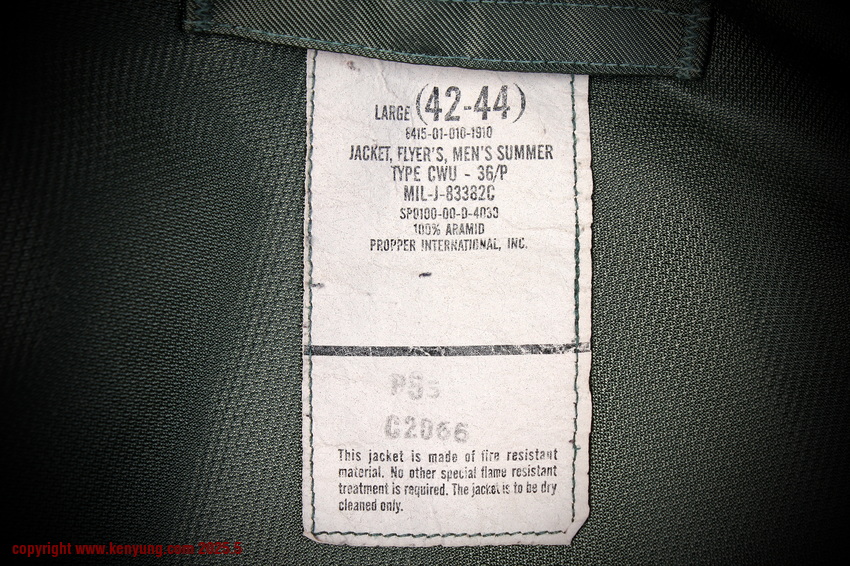 LARGE (42-44)
8415-01-010-1910
JACKET, FLYER'S, MEN'S SUMMER
TYPE CWU - 36/P
MIL-J-83382C
SP0100-00-D-4033
100% ARAMID
PROPPER INTERNATIONAL, INC.
C2066
This jacket is made of fire resistant
material. No other special flame resistant
treatment is required. The jacket is to be dry
cleaned only.
copyright www.kenyung.com